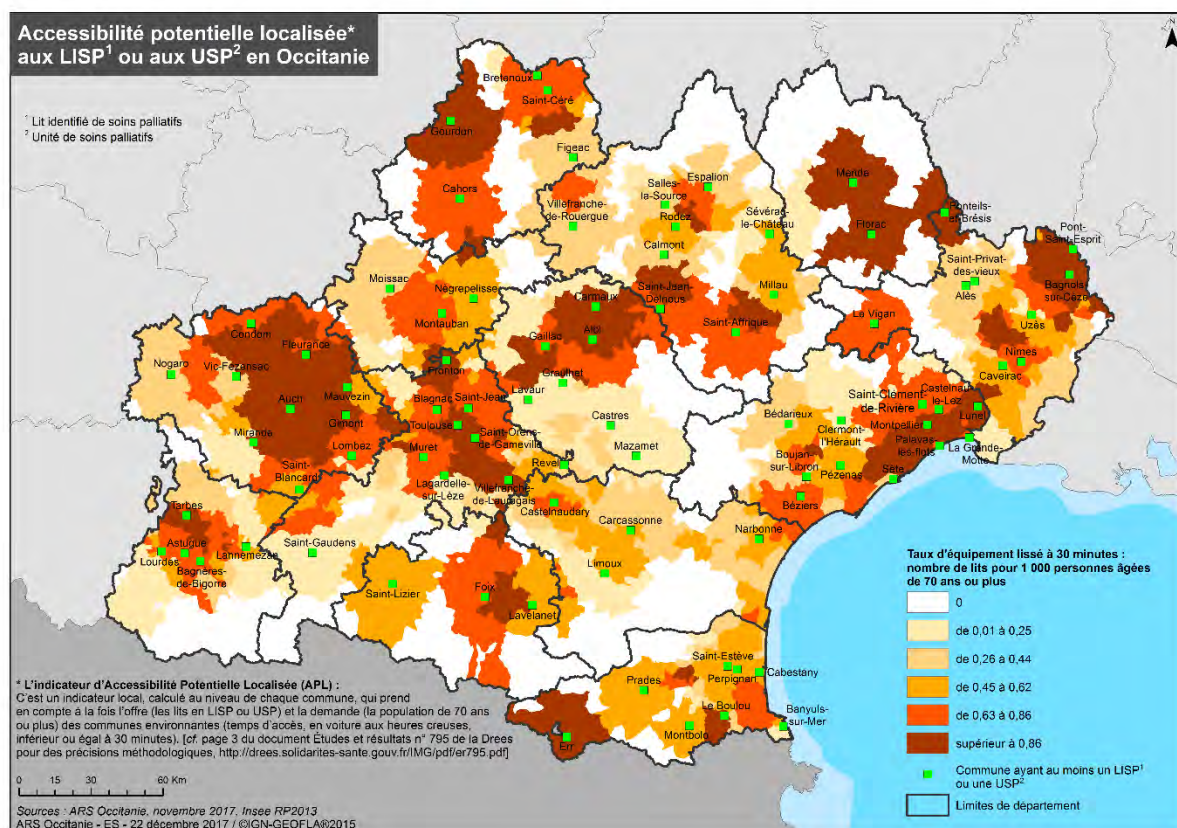 Accessibilité potentielle localisée*
aux LISP¹ ou aux USP² en Occitanie
N
¹ Lit identifié de soins palliatifs
² Unité de soins palliatifs
Bretenoux
Saint-Céré
Gourdon
Figeac
Cahors
Villefranche-
de-Rouergue
Salles-
la-Source
Espalion
Rodez
Sévérac-
le-Château
Calmont
Mende
Florac
Ponteils-
et-Brésis
Pont-
Saint-Esprit
Saint-Privat-
des-vieux
Alès
Bagnols-
sur-Cèze
Uzès
Moissac
Nègrepelisse
Montauban
Carmaux
Saint-Jean-
Delnous
Millau
Saint-Affrique
Le Vigan
Nîmes
Caveirac
Condom
Fleurance
Nogaro
Vic-Fezansac
Fronton
Gaillac
Albi
Graulhet
Lavaur
Auch
Mauvezin
Gimont
Blagnac
Saint-Jean
Toulouse
Saint-Orens-
de-Gameville
Castres
Mazamet
Saint-Clément-
de-Rivière
Castelnau-
le-Lez
Lunel
Bédarieux
Clermont-
l'Hérault
Montpellier
Palavas-
les-flots
La Grande-
Motte
Miranda
Lombez
Muret
Revel
Boujan-
sur-Libron
Pézenas
Sète
Saint-
Blancard
Lagardelle-
sur-Lèze
Villefranche-
de-Lauragais
Castelnaudary
Béziers
Tarbes
Astugue
Lannemezan
Lourdes
Bagnères-
de-Bigorre
Saint-Gaudens
Carcassonne
Narbonne
Limoux
Saint-Lizier
Foix
Lavelanet
Saint-Estève
Perpignan
Cabestany
Prades
Le Boulou
Banyuls-
sur-Mer
Montbolo
Err
Taux d'équipement lissé à 30 minutes :
nombre de lits pour 1 000 personnes âgées
de 70 ans ou plus
0
de 0,01 à 0,25
de 0,26 à 0,44
de 0,45 à 0,62
de 0,63 à 0,86
supérieur à 0,86
Commune ayant au moins un LISP¹
ou une USP²
Limites de département
* L'indicateur d'Accessibilité Potentielle Localisée (APL) :
C'est un indicateur local, calculé au niveau de chaque commune, qui prend
en compte à la fois l'offre (les lits en LISP ou USP) et la demande (la population de 70 ans
ou plus) des communes environnantes (temps d'accès, en voiture aux heures creuses,
inférieur ou égal à 30 minutes). [cf. page 3 du document Études et résultats n° 795 de la Drees
pour des précisions méthodologiques, http://drees.solidarites-sante.gouv.fr/IMG/pdf/er795.pdf]
0 15 30 60 Km
Sources : ARS Occitanie, novembre 2017, Insee RP2013
ARS Occitanie - ES - 22 décembre 2017 / ©IGN-GEOFLA®2015